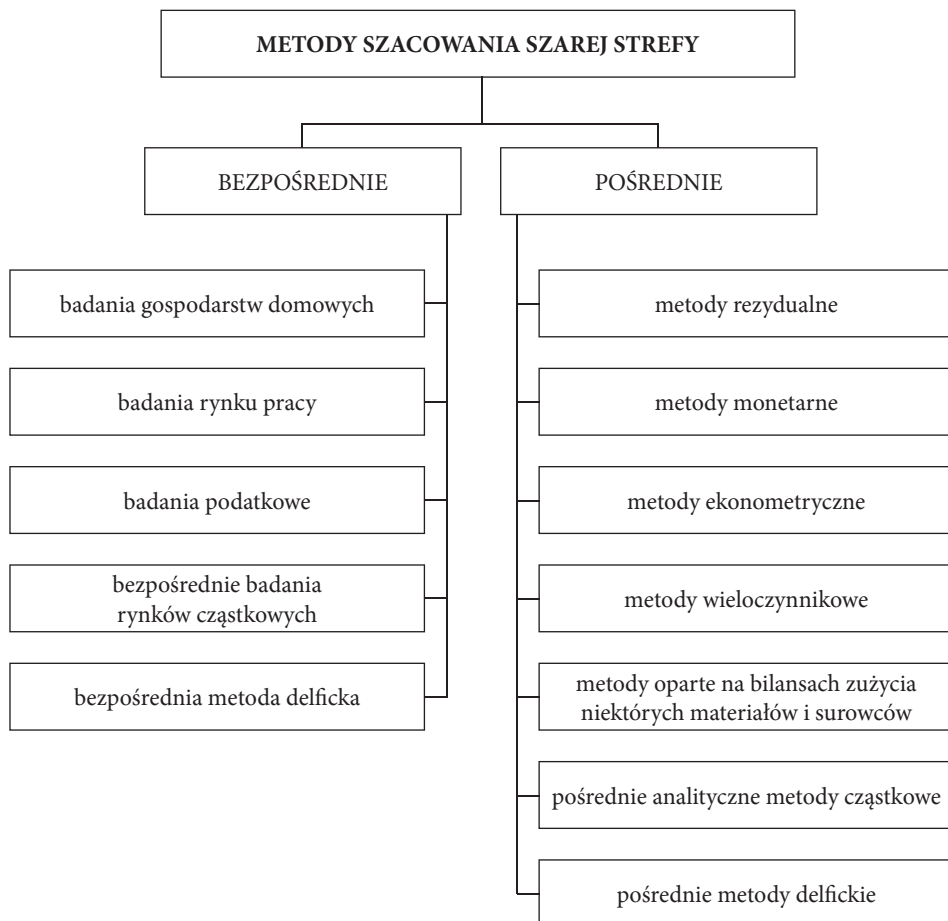 METODY SZACOWANIA SZAREJ STREFY
BEZPOŚREDNIE
badania gospodarstw domowych
badania rynku pracy
badania podatkowe
bezpośrednie badania
rynków cząstkowych
bezpośrednia metoda delficka
POŚREDNIE
metody rezydualne
metody monetarne
metody ekonometryczne
metody wieloczynnikowe
metody oparte na bilansach zużycia
niektórych materiałów i surowców
pośrednie analityczne metody cząstkowe
pośrednie metody delfickie